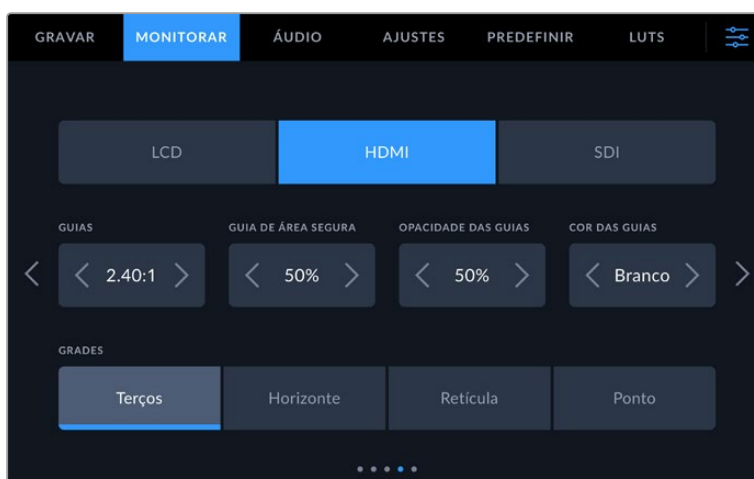 GRAVAR MONITORAR ÁUDIO AJUSTES PREDEFINIR LUTS
LCD HDMI SDI
GUIAS GUIA DE ÁREA SEGURA OPACIDADE DAS GUIAS COR DAS GUIAS
2.40:1 50% 50% Branco
GRADES
Terços Horizonte Retícula Ponto